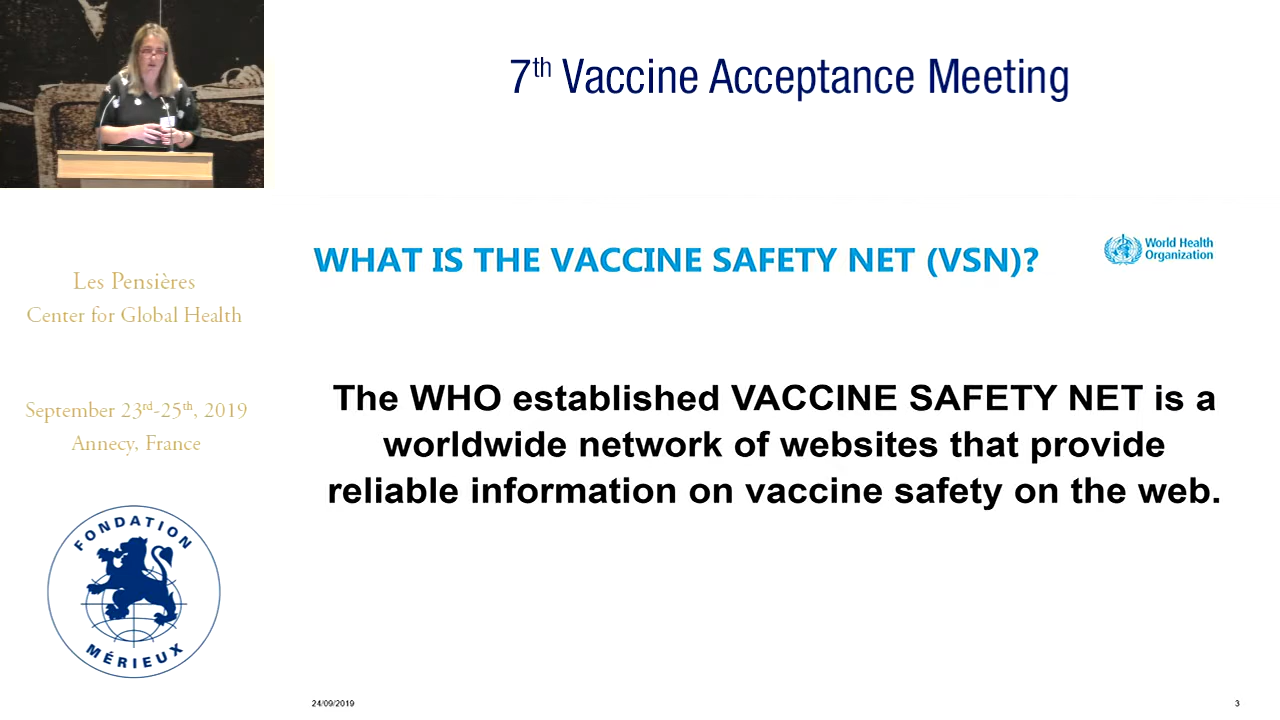 7th Vaccine Acceptance Meeting
WHAT IS THE VACCINE SAFETY NET (VSN)?
World Health
Organization
Les Pensières
Center for Global Health
The WHO established VACCINE SAFETY NET is a
worldwide network of websites that provide
reliable information on vaccine safety on the web.
September 23rd-25th, 2019
Annecy, France
FONDATION
MÉRIEUX
24/09/2019
3